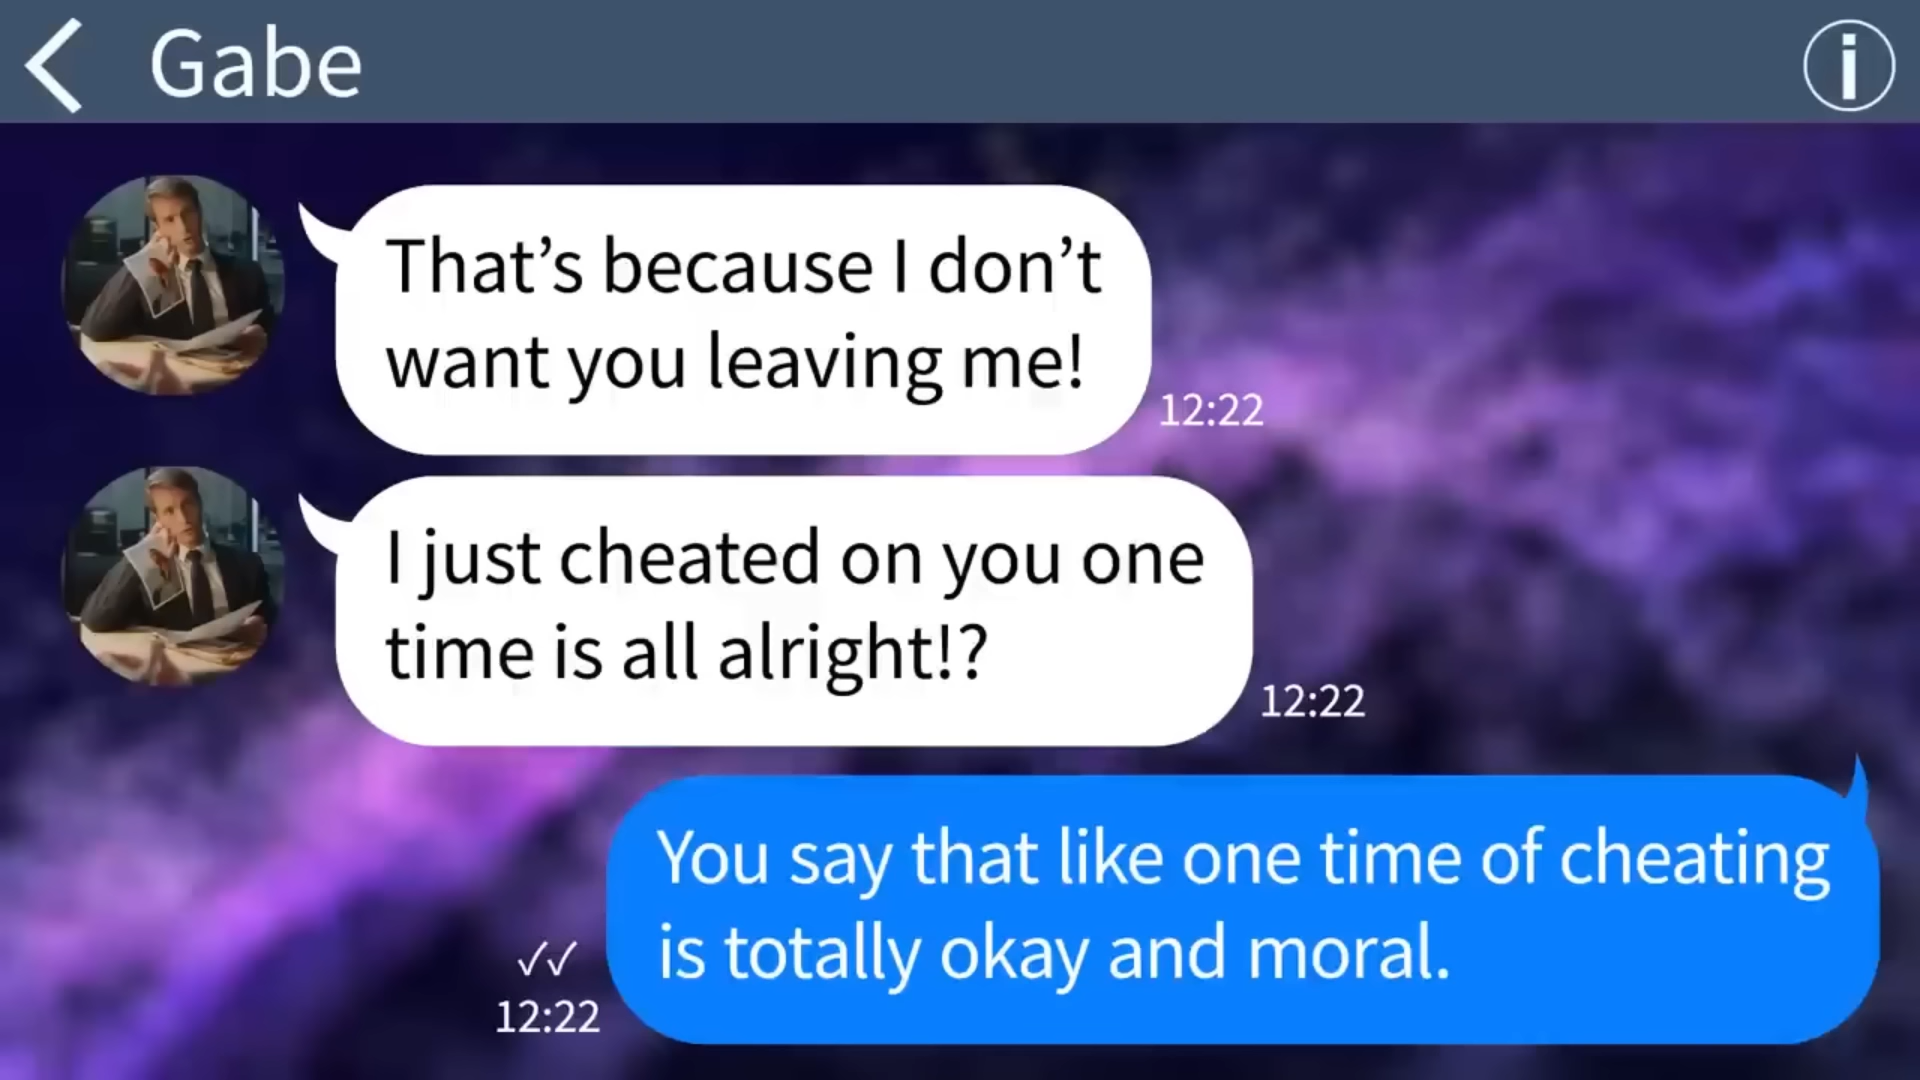 Gabe
That’s because I don’t
want you leaving me!
12:22
I just cheated on you one
time is all alright!?
12:22
You say that like one time of cheating
is totally okay and moral.
12:22